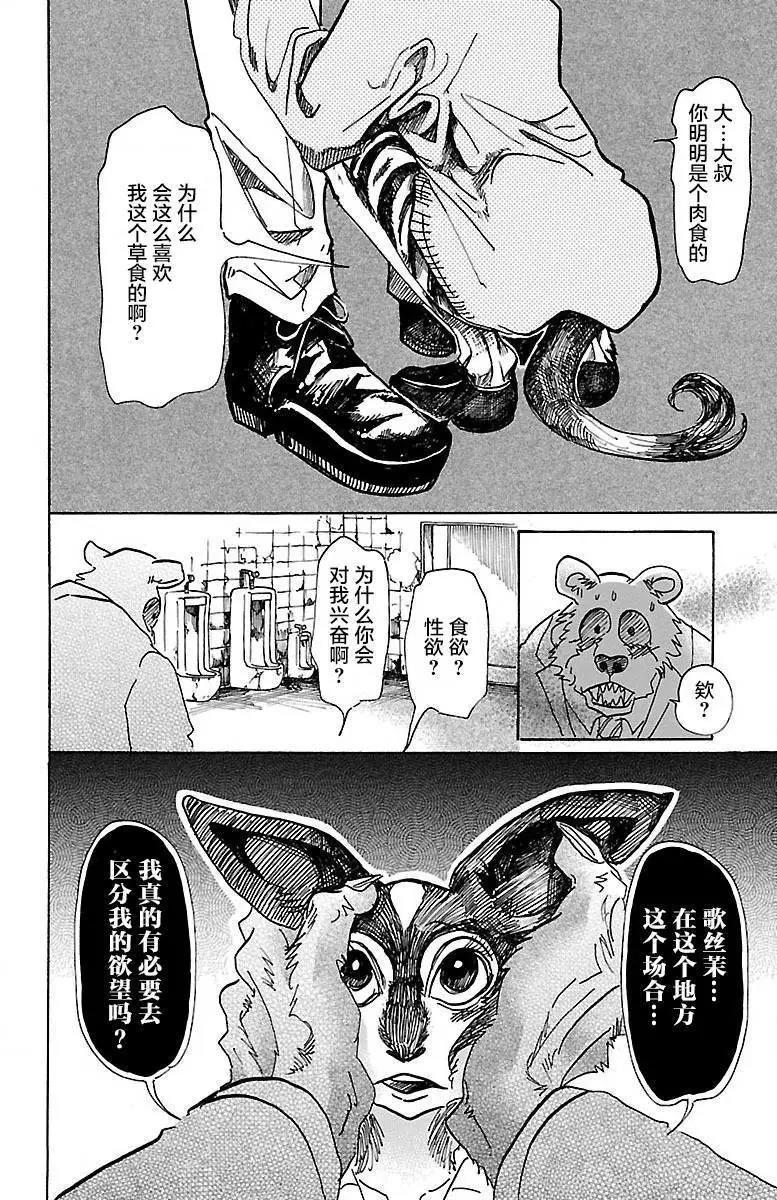 大…大叔
你明明是个肉食的
为什么
会这么喜欢
我这个草食的啊？
欸？
食欲？
性欲？
为什么你会
对我兴奋啊？
歌丝茉…
在这个地方
这个场合…
我真的有必要去
区分我的欲望吗？